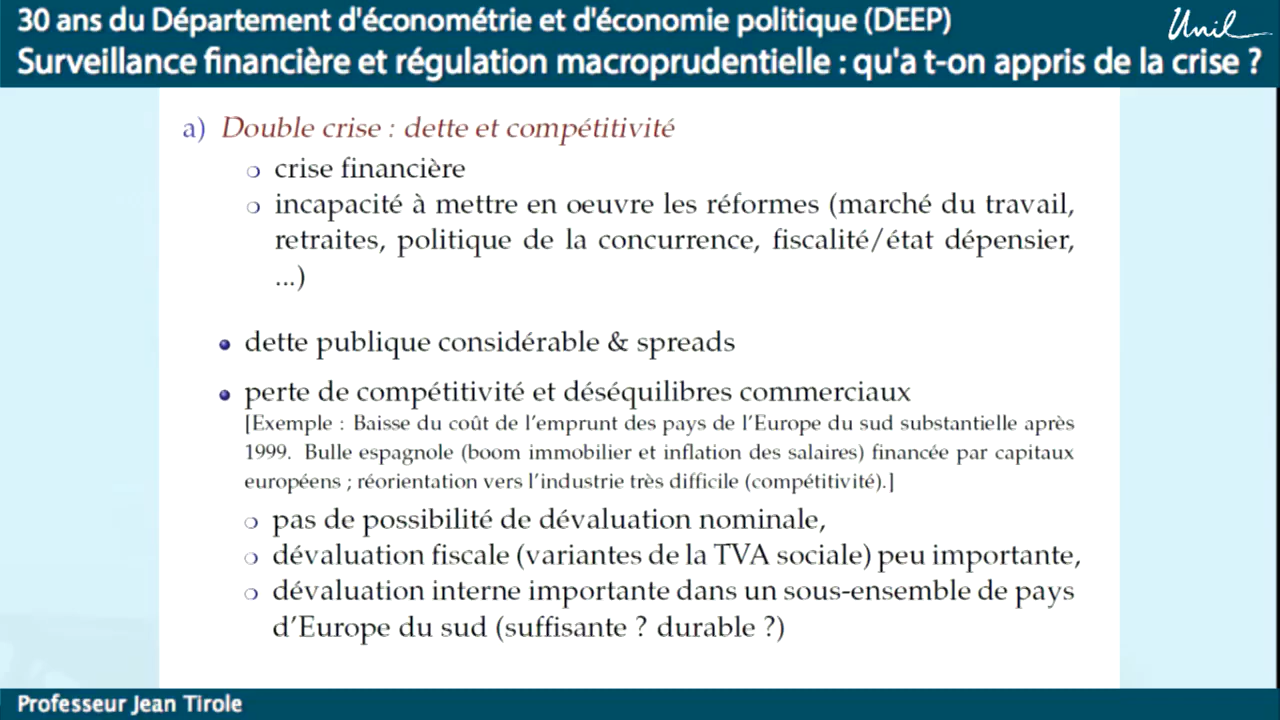 30 ans du Département d'économétrie et d'économie politique (DEEP)
Unil
Surveillance financière et régulation macroprudentielle : qu'a t-on appris de la crise ?
a) Double crise : dette et compétitivité
crise financière
incapacité à mettre en oeuvre les réformes (marché du travail,
retraites, politique de la concurrence, fiscalité/état dépensier,
...)
dette publique considérable & spreads
perte de compétitivité et déséquilibres commerciaux
[Exemple : Baisse du coût de l'emprunt des pays de l'Europe du sud substantielle après
1999. Bulle espagnole (boom immobilier et inflation des salaires) financée par capitaux
européens ; réorientation vers l'industrie très difficile (compétitivité).]
pas de possibilité de dévaluation nominale,
dévaluation fiscale (variantes de la TVA sociale) peu importante,
dévaluation interne importante dans un sous-ensemble de pays
d'Europe du sud (suffisante ? durable ?)
Professeur Jean Tirole